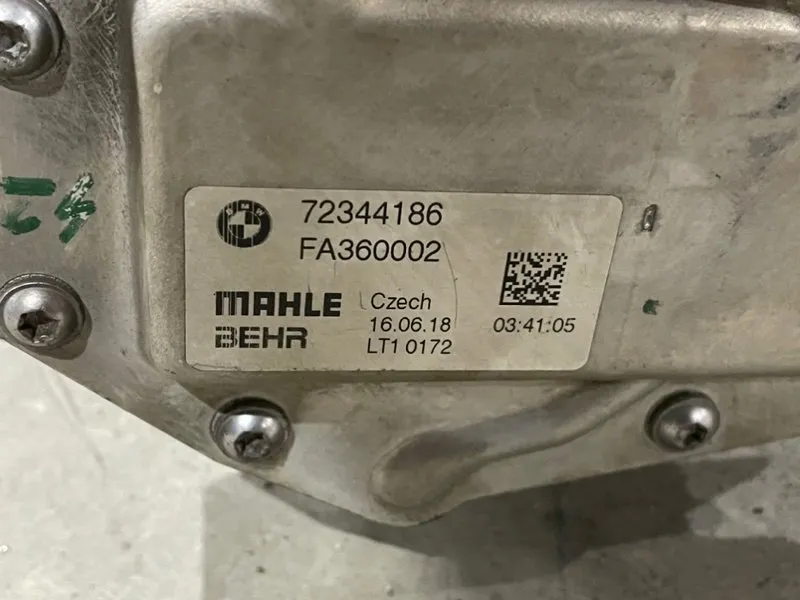 72344186
FA360002
MAHLE
BEHR
Czech
16.06.18
LT1 0172
03:41:05